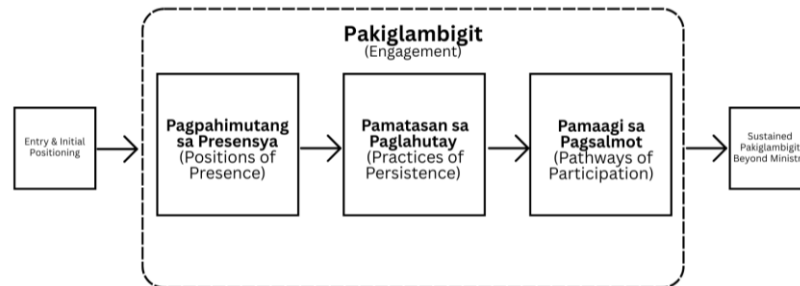 Pakiglambigit
(Engagement)
Entry & Initial
Positioning
Pagpahimutang
sa Presensya
(Positions of
Presence)
Pamatasan sa
Paglahutay
(Practices of
Persistence)
Pamaagi sa
Pagsalmot
(Pathways of
Participation)
Sustained
Pakiglambigit
Beyond Ministr